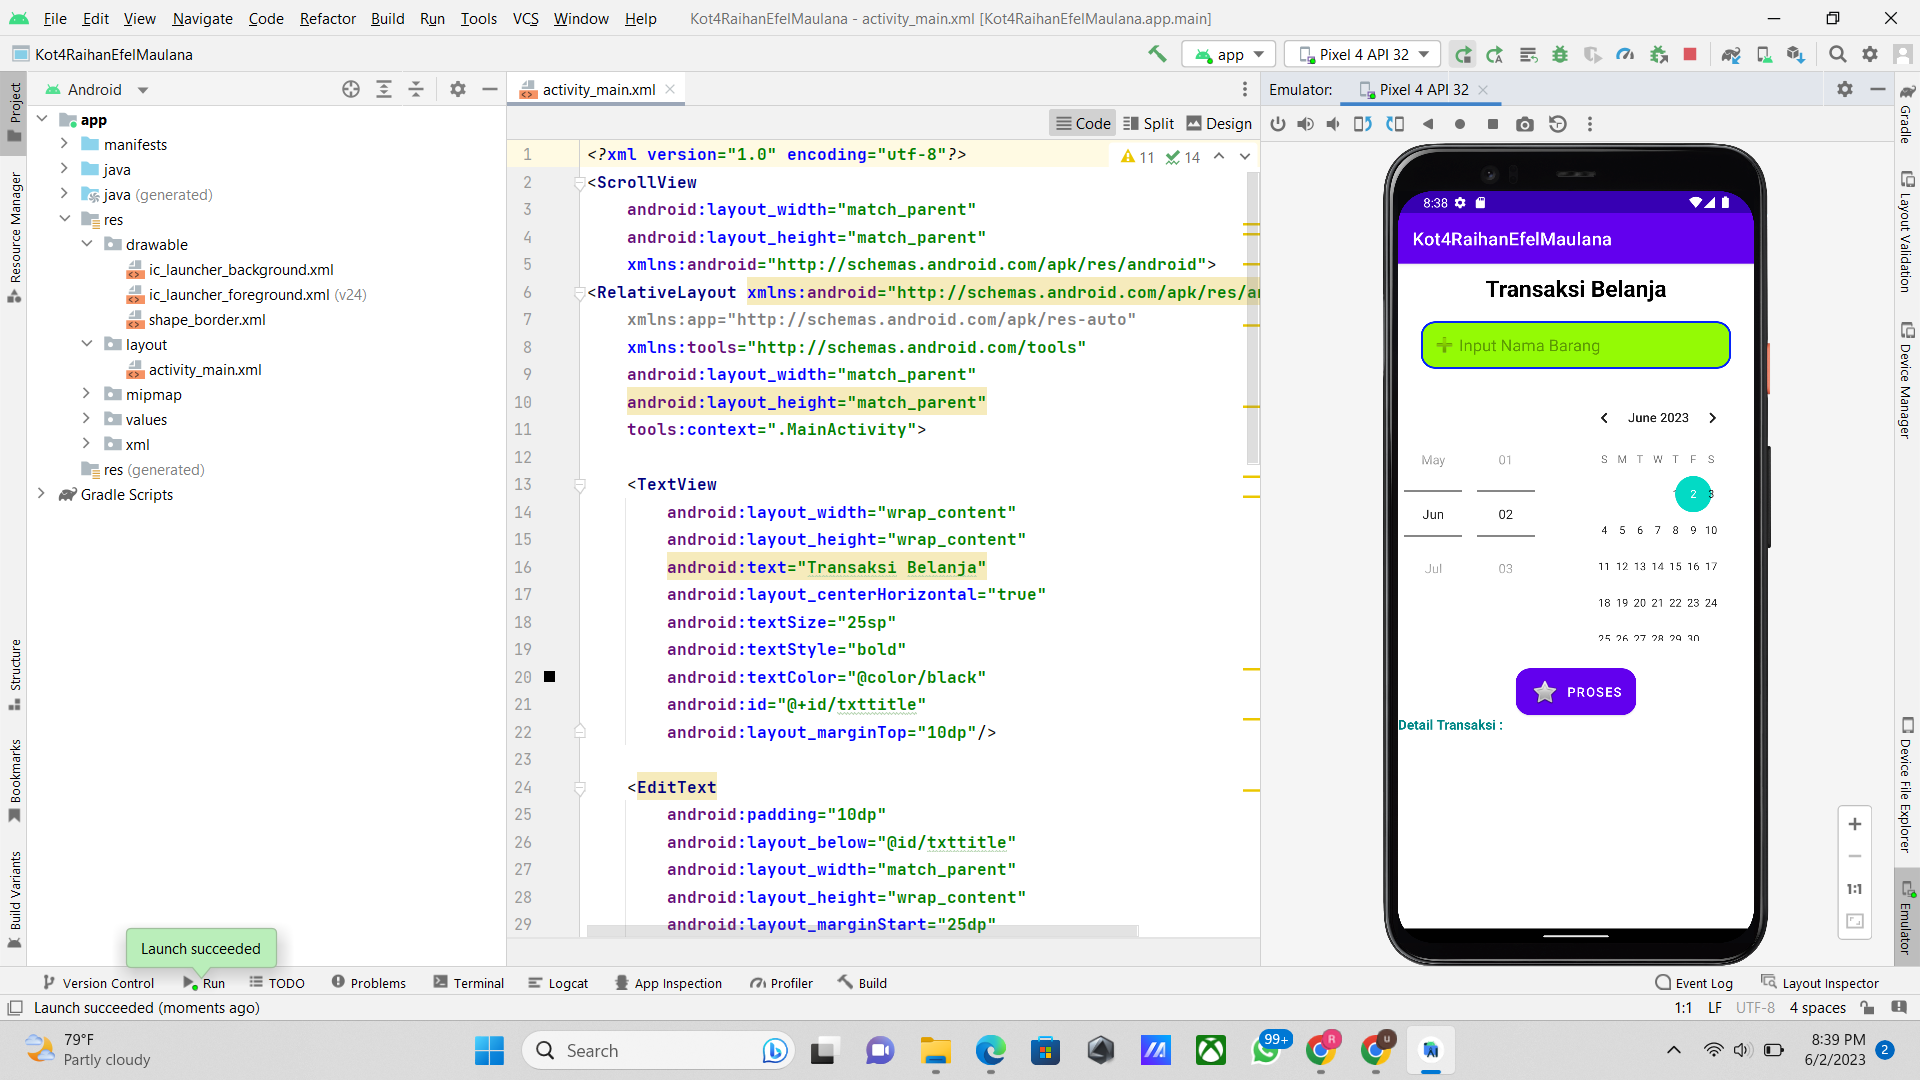 File Edit View Navigate Code Refactor Build Run Tools VCS Window Help Kot4RaihanEfelMaulana - activity_main.xml [Kot4RaihanEfelMaulana.app.main]
Kot4RaihanEfelMaulana app Pixel 4 API 32
Project
Resource Manager
Structure
Bookmarks
Build Variants
Android
app
manifests
java
java (generated)
res
drawable
ic_launcher_background.xml
ic_launcher_foreground.xml (v24)
shape_border.xml
layout
activity_main.xml
mipmap
values
xml
res (generated)
Gradle Scripts
activity_main.xml
Code Split Design
11 14
1 <?xml version="1.0" encoding="utf-8"?>
2 <ScrollView
3 android:layout_width="match_parent"
4 android:layout_height="match_parent"
5 xmlns:android="http://schemas.android.com/apk/res/android">
6 <RelativeLayout xmlns:android="http://schemas.android.com/apk/res/an
7 xmlns:app="http://schemas.android.com/apk/res-auto"
8 xmlns:tools="http://schemas.android.com/tools"
9 android:layout_width="match_parent"
10 android:layout_height="match_parent"
11 tools:context=".MainActivity">
12
13 <TextView
14 android:layout_width="wrap_content"
15 android:layout_height="wrap_content"
16 android:text="Transaksi Belanja"
17 android:layout_centerHorizontal="true"
18 android:textSize="25sp"
19 android:textStyle="bold"
20 android:textColor="@color/black"
21 android:id="@+id/txttitle"
22 android:layout_marginTop="10dp"/>
23
24 <EditText
25 android:padding="10dp"
26 android:layout_below="@id/txttitle"
27 android:layout_width="match_parent"
28 android:layout_height="wrap_content"
29 android:layout_marginStart="25dp"
Emulator: Pixel 4 API 32
8:38
Kot4RaihanEfelMaulana
Transaksi Belanja
Input Nama Barang
June 2023
May 01 S M T W T F S
2 3
Jun 02
4 5 6 7 8 9 10
Jul 03 11 12 13 14 15 16 17
18 19 20 21 22 23 24
25 26 27 28 29 30
PROSES
Detail Transaksi :
1:1
Gradle
Layout Validation
Device Manager
Device File Explorer
Emulator
Launch succeeded
Version Control Run TODO Problems Terminal Logcat App Inspection Profiler Build Event Log Layout Inspector
Launch succeeded (moments ago) 1:1 LF UTF-8 4 spaces
79°F
Partly cloudy
Search
99+
R
u
8:39 PM
6/2/2023
2